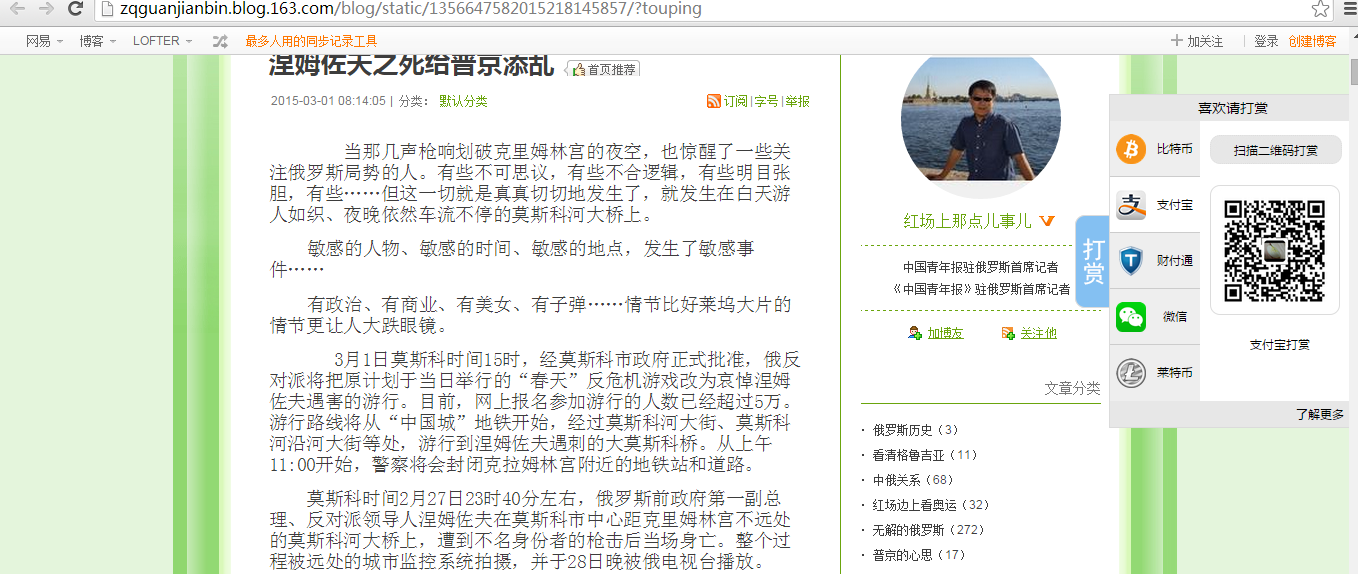 zqguanjianbin.blog.163.com/blog/static/1356647582015218145857/?touping
网易 博客 LOFTER 最多人用的同步记录工具 加关注 | 登录 创建博客
涅姆佐夫之死给普京添乱 首页推荐
2015-03-01 08:14:05 | 分类： 默认分类 订阅 | 字号 | 举报
当那几声枪响划破克里姆林宫的夜空，也惊醒了一些关
注俄罗斯局势的人。有些不可思议，有些不合逻辑，有些明目张
胆，有些……但这一切就是真真切切地发生了，就发生在白天游
人如织、夜晚依然车流不停的莫斯科河大桥上。
敏感的人物、敏感的时间、敏感的地点，发生了敏感事
件……
有政治、有商业、有美女、有子弹……情节比好莱坞大片的
情节更让人大跌眼镜。
3月1日莫斯科时间15时，经莫斯科市政府正式批准，俄反
对派将把原计划于当日举行的“春天”反危机游戏改为哀悼涅姆
佐夫遇害的游行。目前，网上报名参加游行的人数已经超过5万。
游行路线将从“中国城”地铁开始，经过莫斯科河大街、莫斯科
河沿河大街等处，游行到涅姆佐夫遇刺的大莫斯科桥。从上午
11:00开始，警察将会封闭克拉姆林宫附近的地铁站和道路。
莫斯科时间2月27日23时40分左右，俄罗斯前政府第一副总
理、反对派领导人涅姆佐夫在莫斯科市中心距克里姆林宫不远处
的莫斯科河大桥上，遭到不名身份者的枪击后当场身亡。整个过
程被远处的城市监控系统拍摄，并于28日晚被俄电视台播放。
红场上那点儿事儿
中国青年报驻俄罗斯首席记者
《中国青年报》驻俄罗斯首席记者
加博友 关注他
文章分类
· 俄罗斯历史（3）
· 看清格鲁吉亚（11）
· 中俄关系（68）
· 红场边上看奥运（32）
· 无解的俄罗斯（272）
· 普京的心思（17）
打赏
喜欢请打赏
比特币
支付宝
财付通
微信
莱特币
扫描二维码打赏
支付宝打赏
了解更多